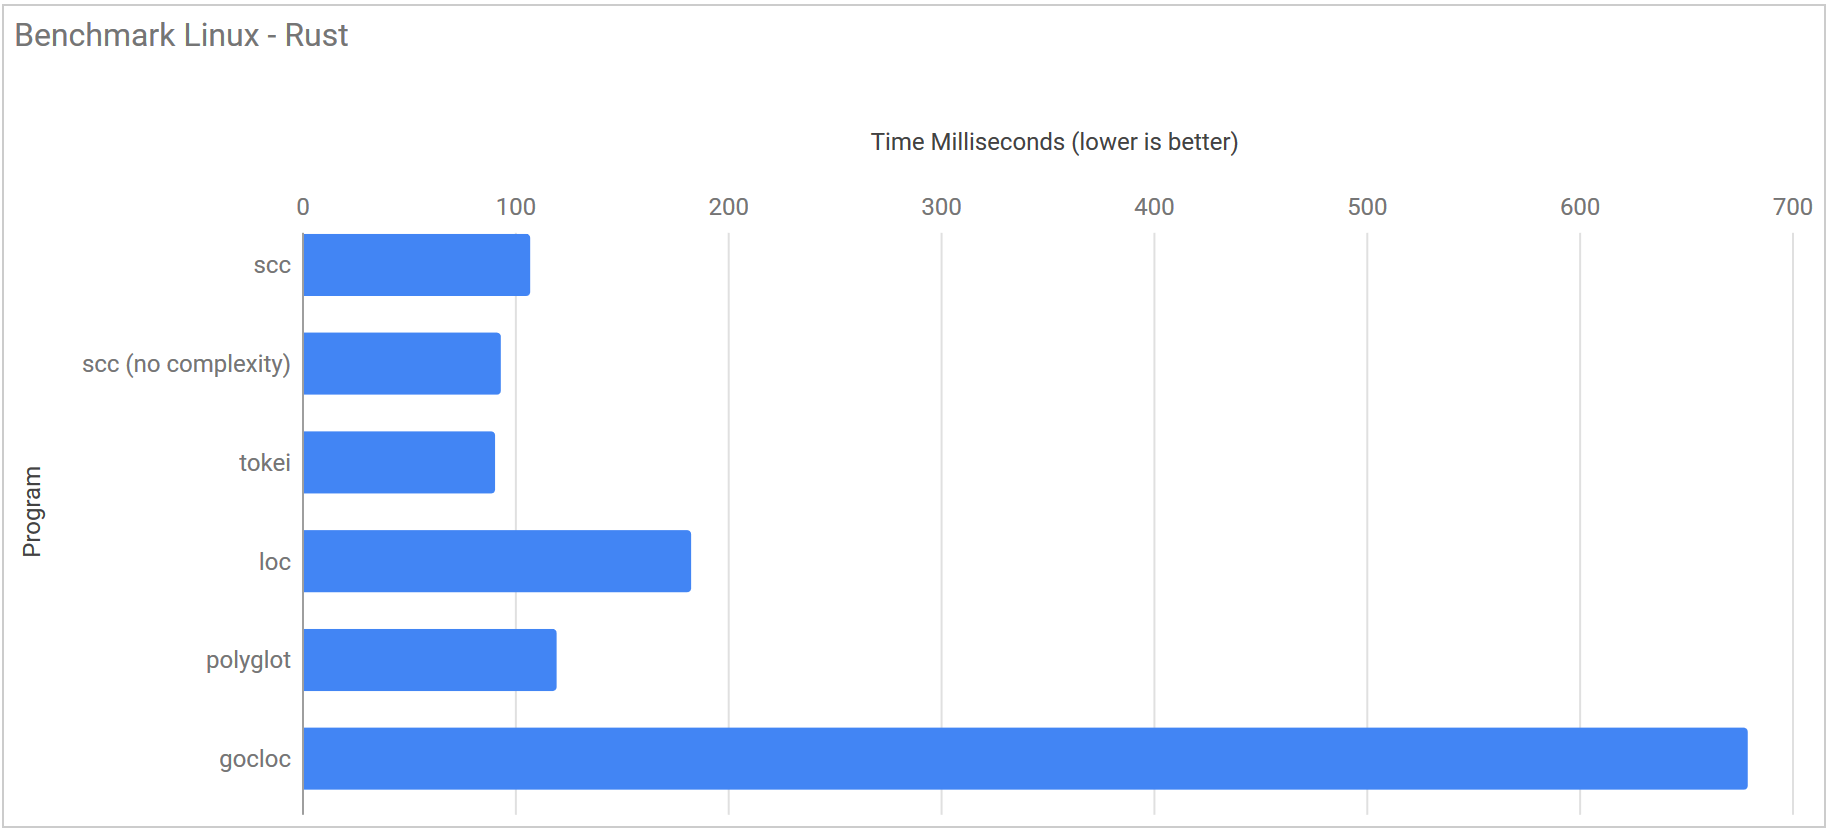 Benchmark Linux - Rust
Time Milliseconds (lower is better)
0 100 200 300 400 500 600 700
Program
scc
scc (no complexity)
tokei
loc
polyglot
gocloc